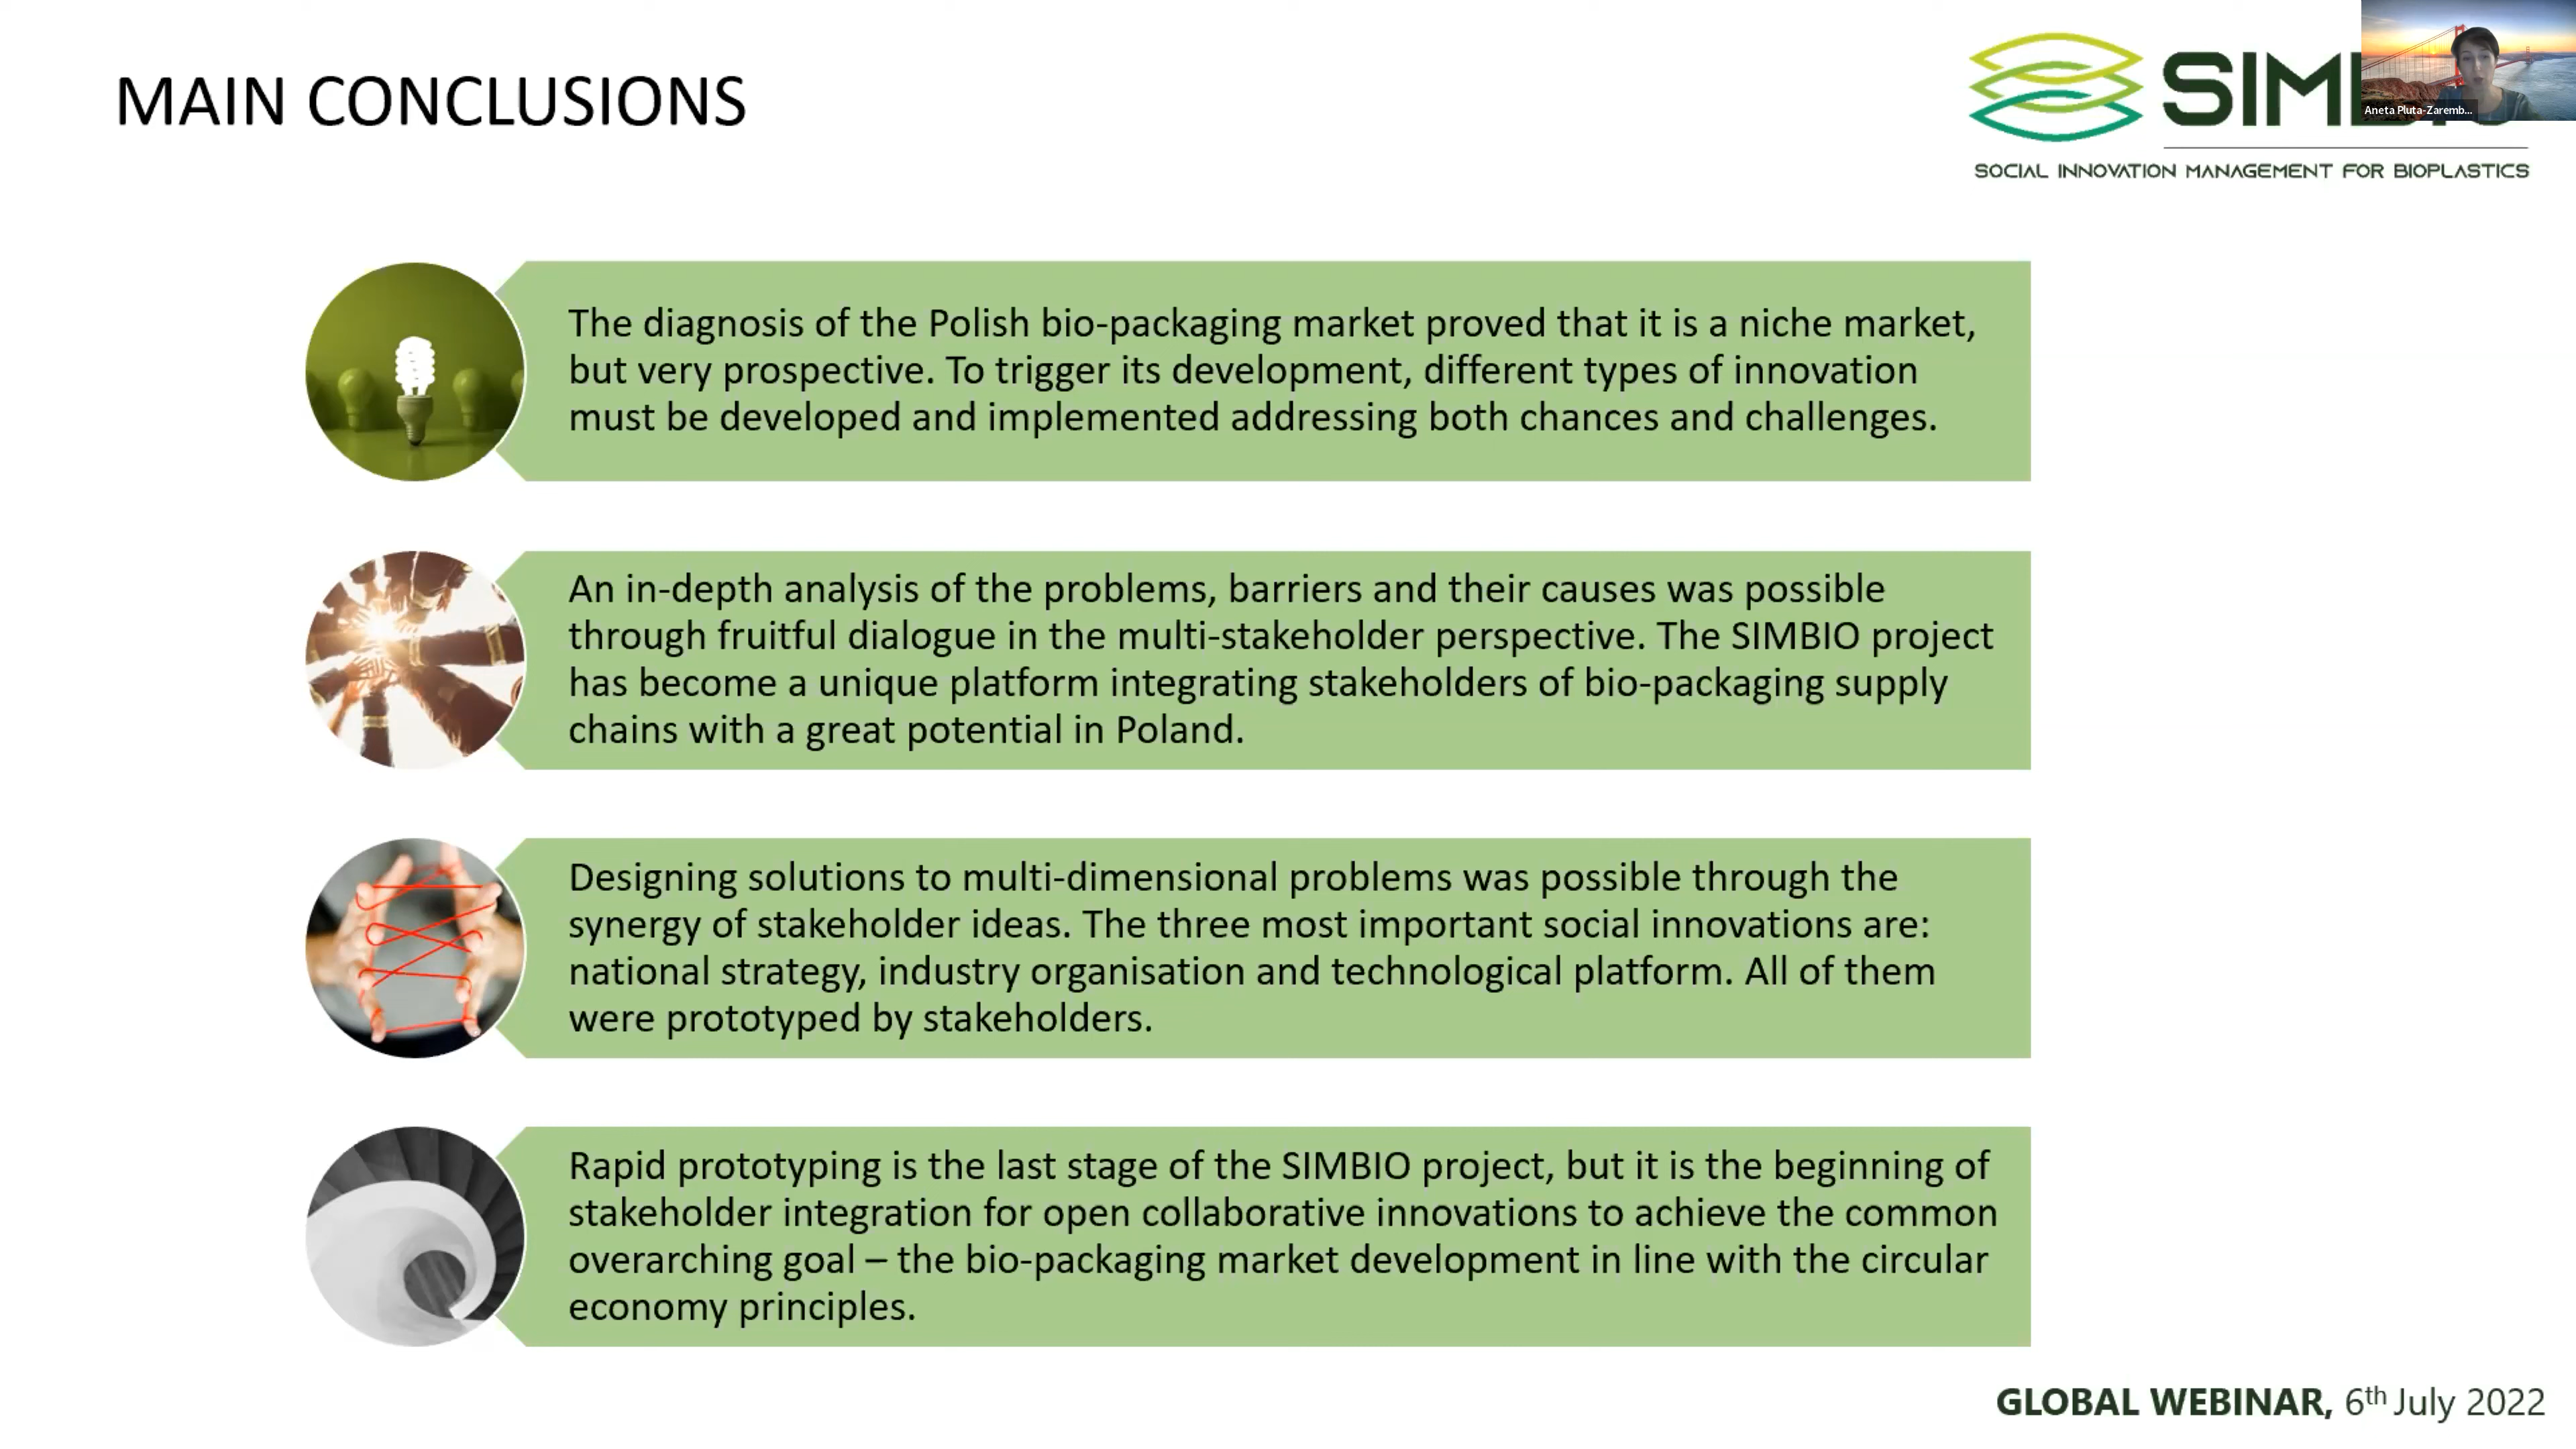 MAIN CONCLUSIONS
SIM
Aneta Pluta-Zaremb...
SOCIAL INNOVATION MANAGEMENT FOR BIOPLASTICS
The diagnosis of the Polish bio-packaging market proved that it is a niche market,
but very prospective. To trigger its development, different types of innovation
must be developed and implemented addressing both chances and challenges.
An in-depth analysis of the problems, barriers and their causes was possible
through fruitful dialogue in the multi-stakeholder perspective. The SIMBIO project
has become a unique platform integrating stakeholders of bio-packaging supply
chains with a great potential in Poland.
Designing solutions to multi-dimensional problems was possible through the
synergy of stakeholder ideas. The three most important social innovations are:
national strategy, industry organisation and technological platform. All of them
were prototyped by stakeholders.
Rapid prototyping is the last stage of the SIMBIO project, but it is the beginning of
stakeholder integration for open collaborative innovations to achieve the common
overarching goal – the bio-packaging market development in line with the circular
economy principles.
GLOBAL WEBINAR, 6th July 2022